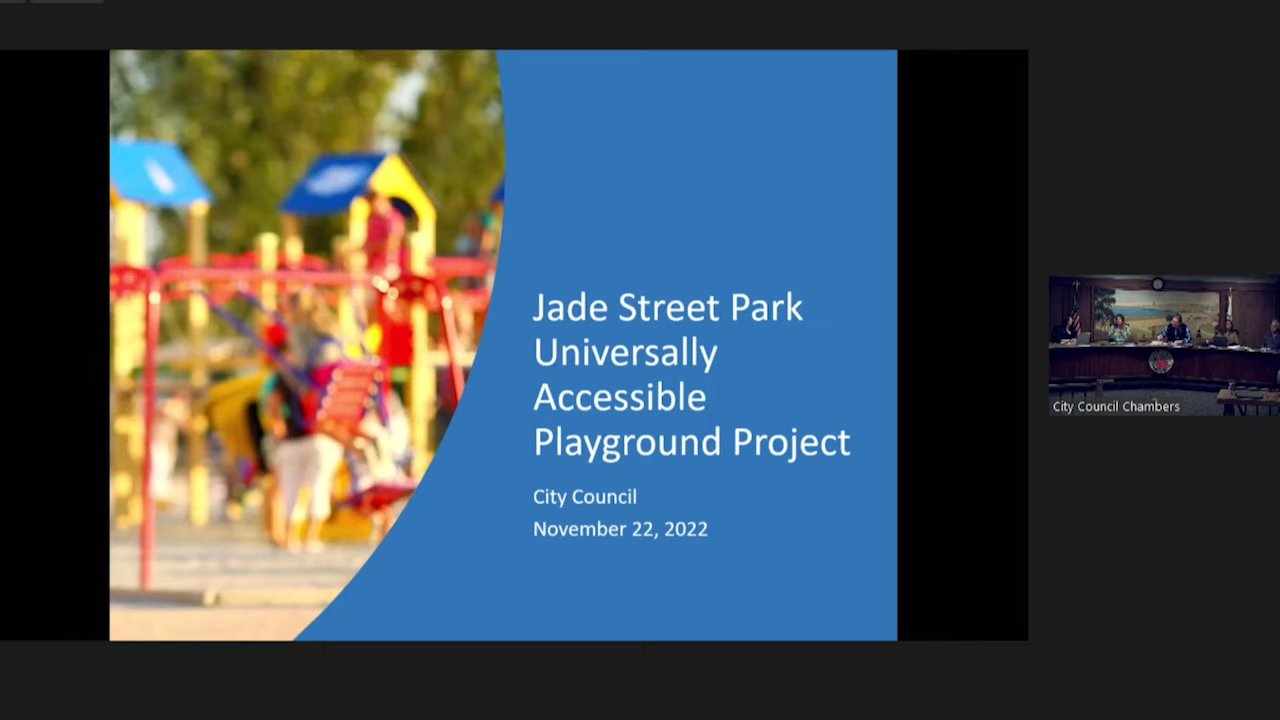 Jade Street Park
Universally
Accessible
Playground Project
City Council
November 22, 2022
City Council Chambers